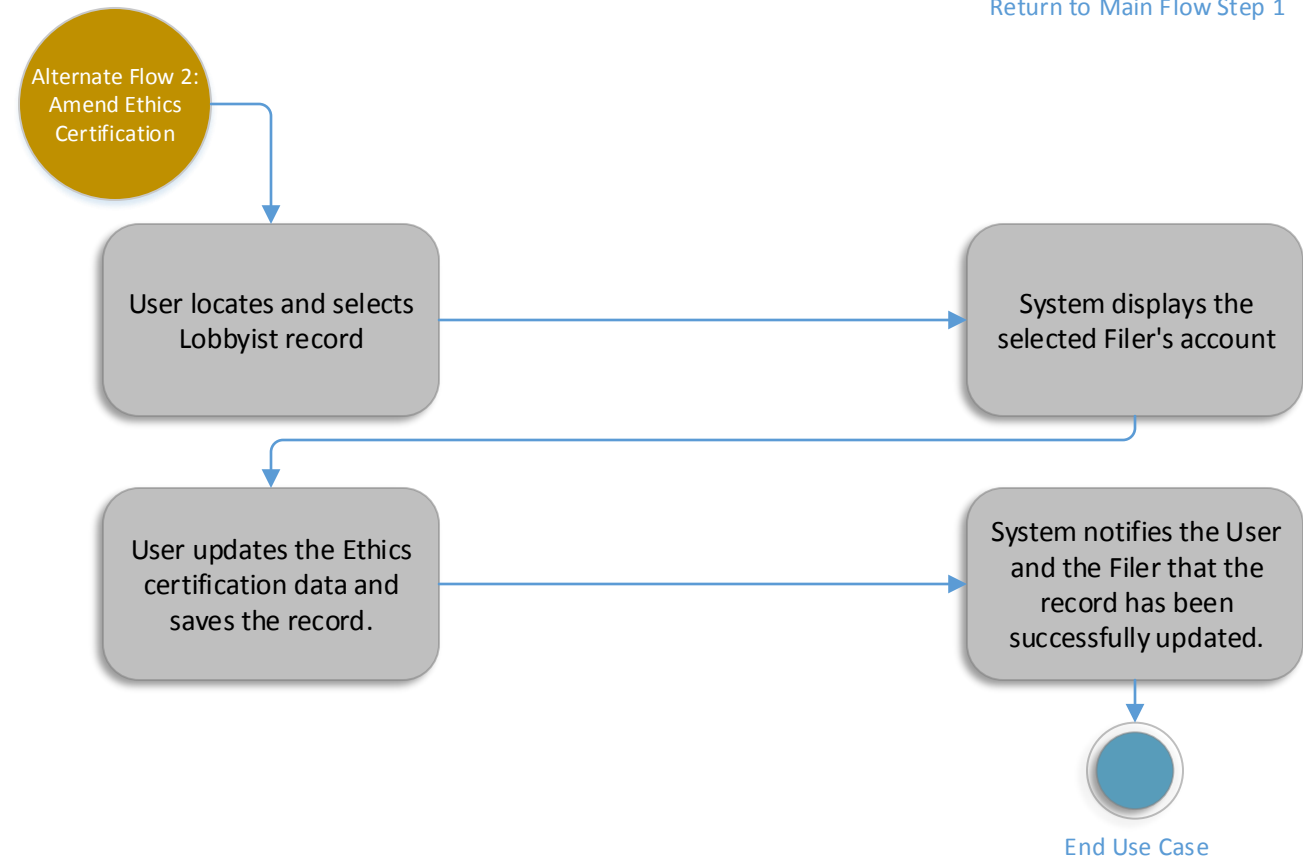 Return to Main Flow Step 1
Alternate Flow 2:
Amend Ethics
Certification
User locates and selects
Lobbyist record
System displays the
selected Filer's account
User updates the Ethics
certification data and
saves the record.
System notifies the User
and the Filer that the
record has been
successfully updated.
End Use Case